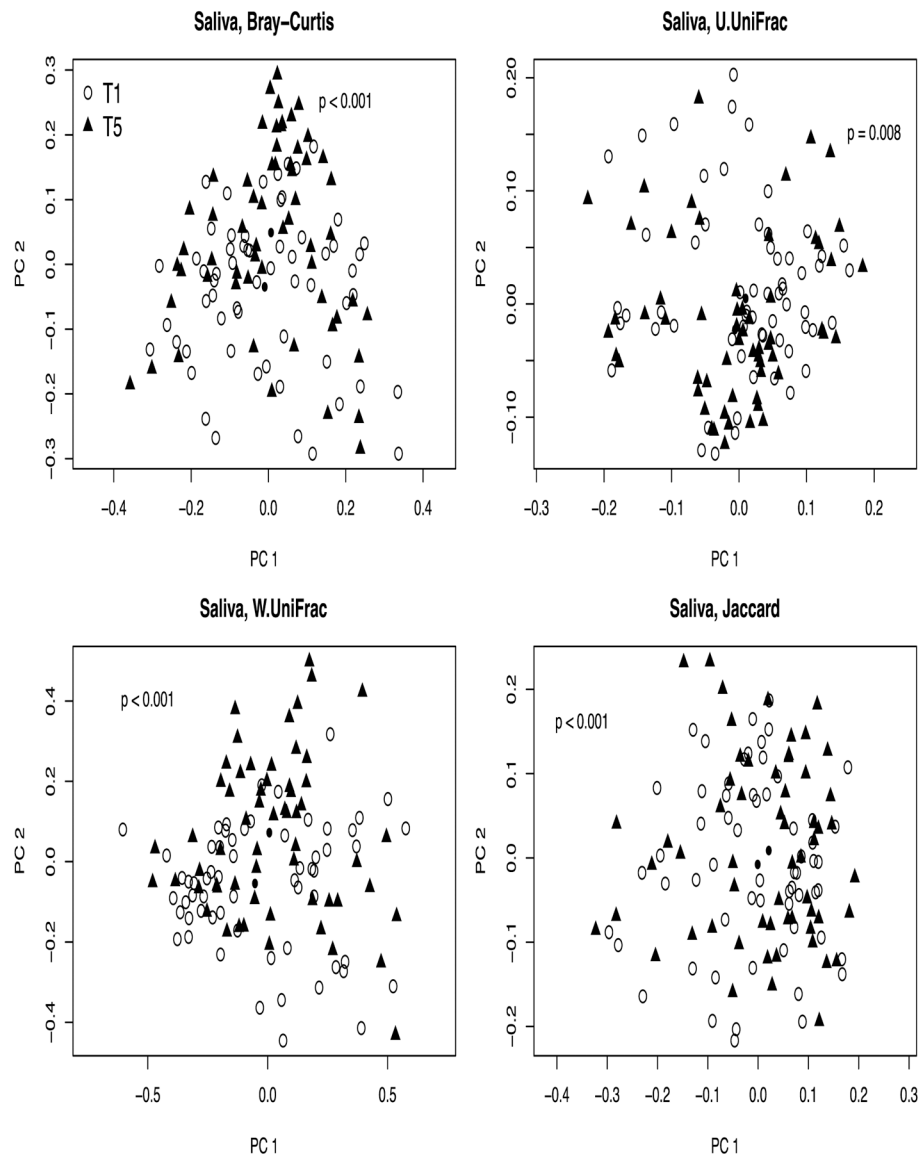 Saliva, Bray–Curtis
T1
T5
p < 0.001
0.3
0.2
0.1
0.0
−0.1
−0.2
−0.3
PC 2
−0.4
−0.2
0.0
0.2
0.4
PC 1
Saliva, U.UniFrac
p = 0.008
0.20
0.10
0.00
−0.10
PC 2
−0.3
−0.2
−0.1
0.0
0.1
0.2
PC 1
Saliva, W.UniFrac
p < 0.001
0.4
0.2
0.0
−0.2
−0.4
PC 2
−0.5
0.0
0.5
PC 1
Saliva, Jaccard
p < 0.001
0.2
0.1
0.0
−0.1
−0.2
PC 2
−0.4
−0.3
−0.2
−0.1
0.0
0.1
0.2
0.3
PC 1